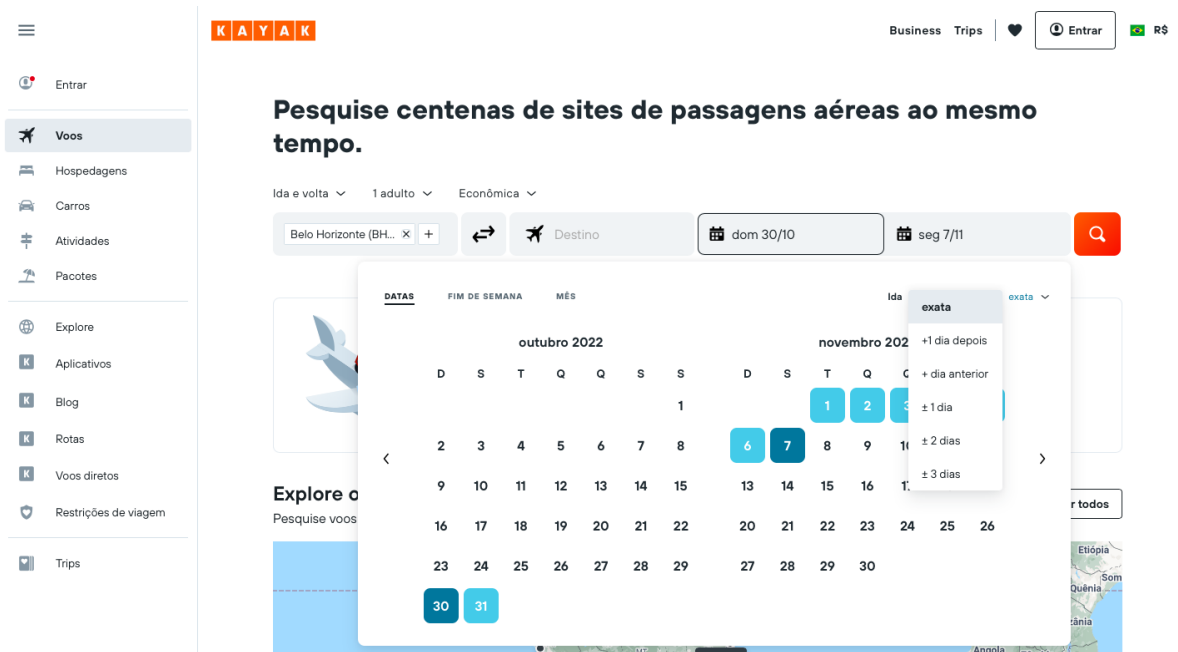 KAYAK
Business
Trips
Entrar
R$
Entrar
Voos
Hospedagens
Carros
Atividades
Pacotes
Explore
Aplicativos
Blog
Rotas
Voos diretos
Restrições de viagem
Trips
Pesquise centenas de sites de passagens aéreas ao mesmo
tempo.
Ida e volta
1 adulto
Econômica
Belo Horizonte (BH...
Destino
dom 30/10
seg 7/11
DATAS
FIM DE SEMANA
MÊS
Ida
exata
exata
+1 dia depois
+ dia anterior
± 1 dia
± 2 dias
± 3 dias
outubro 2022
D S T Q Q S S
1
2 3 4 5 6 7 8
9 10 11 12 13 14 15
16 17 18 19 20 21 22
23 24 25 26 27 28 29
30 31
novembro 202
D S T Q
1 2 3
6 7 8 9
13 14 15 16
20 21 22 23 24 25 26
27 28 29 30
Explore
Pesquise voos
todos
Etiópia
Quênia
Angola